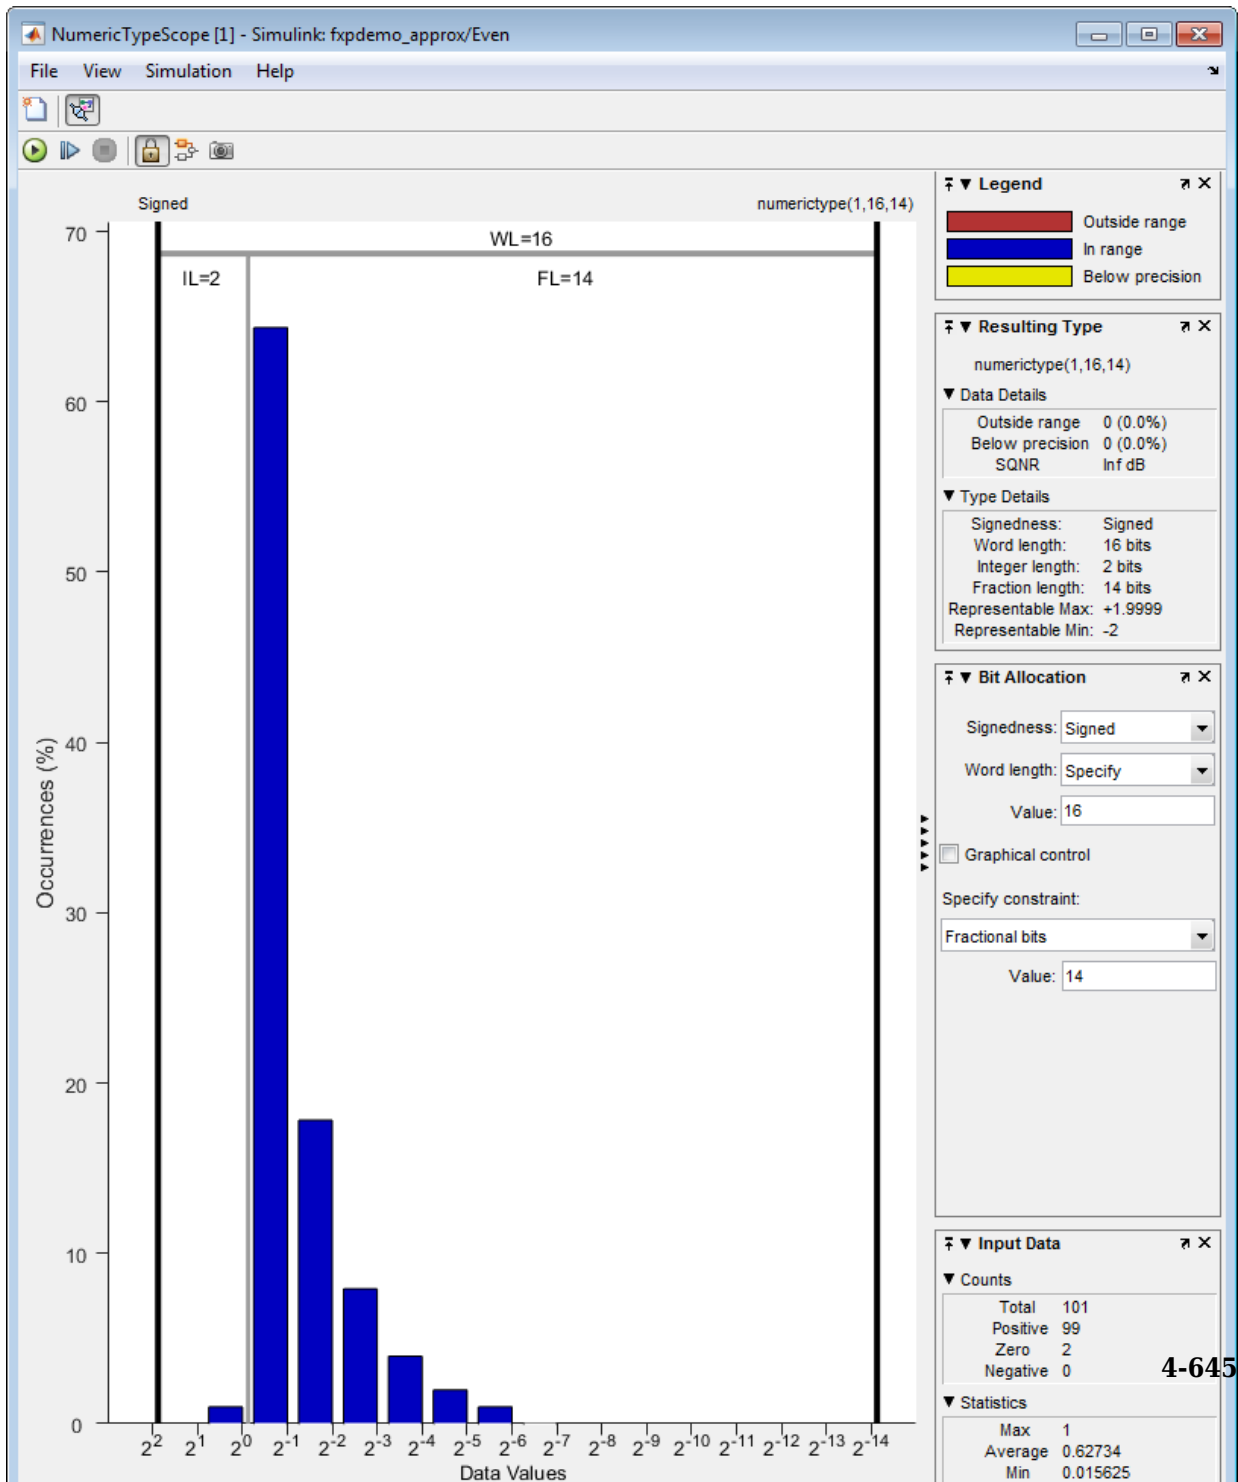 NumericTypeScope [1] - Simulink: fxpdemo_approx/Even
File View Simulation Help
Signed numerictype(1,16,14)
WL=16
IL=2 FL=14
70
60
50
40
30
20
10
0
Occurrences (%)
2^2 2^1 2^0 2^-1 2^-2 2^-3 2^-4 2^-5 2^-6 2^-7 2^-8 2^-9 2^-10 2^-11 2^-12 2^-13 2^-14
Data Values
Legend
Outside range
In range
Below precision
Resulting Type
numerictype(1,16,14)
Data Details
Outside range 0 (0.0%)
Below precision 0 (0.0%)
SQNR Inf dB
Type Details
Signedness: Signed
Word length: 16 bits
Integer length: 2 bits
Fraction length: 14 bits
Representable Max: +1.9999
Representable Min: -2
Bit Allocation
Signedness: Signed
Word length: Specify
Value: 16
Graphical control
Specify constraint:
Fractional bits
Value: 14
Input Data
Counts
Total 101
Positive 99
Zero 2
Negative 0
4-645
Statistics
Max 1
Average 0.62734
Min 0.015625